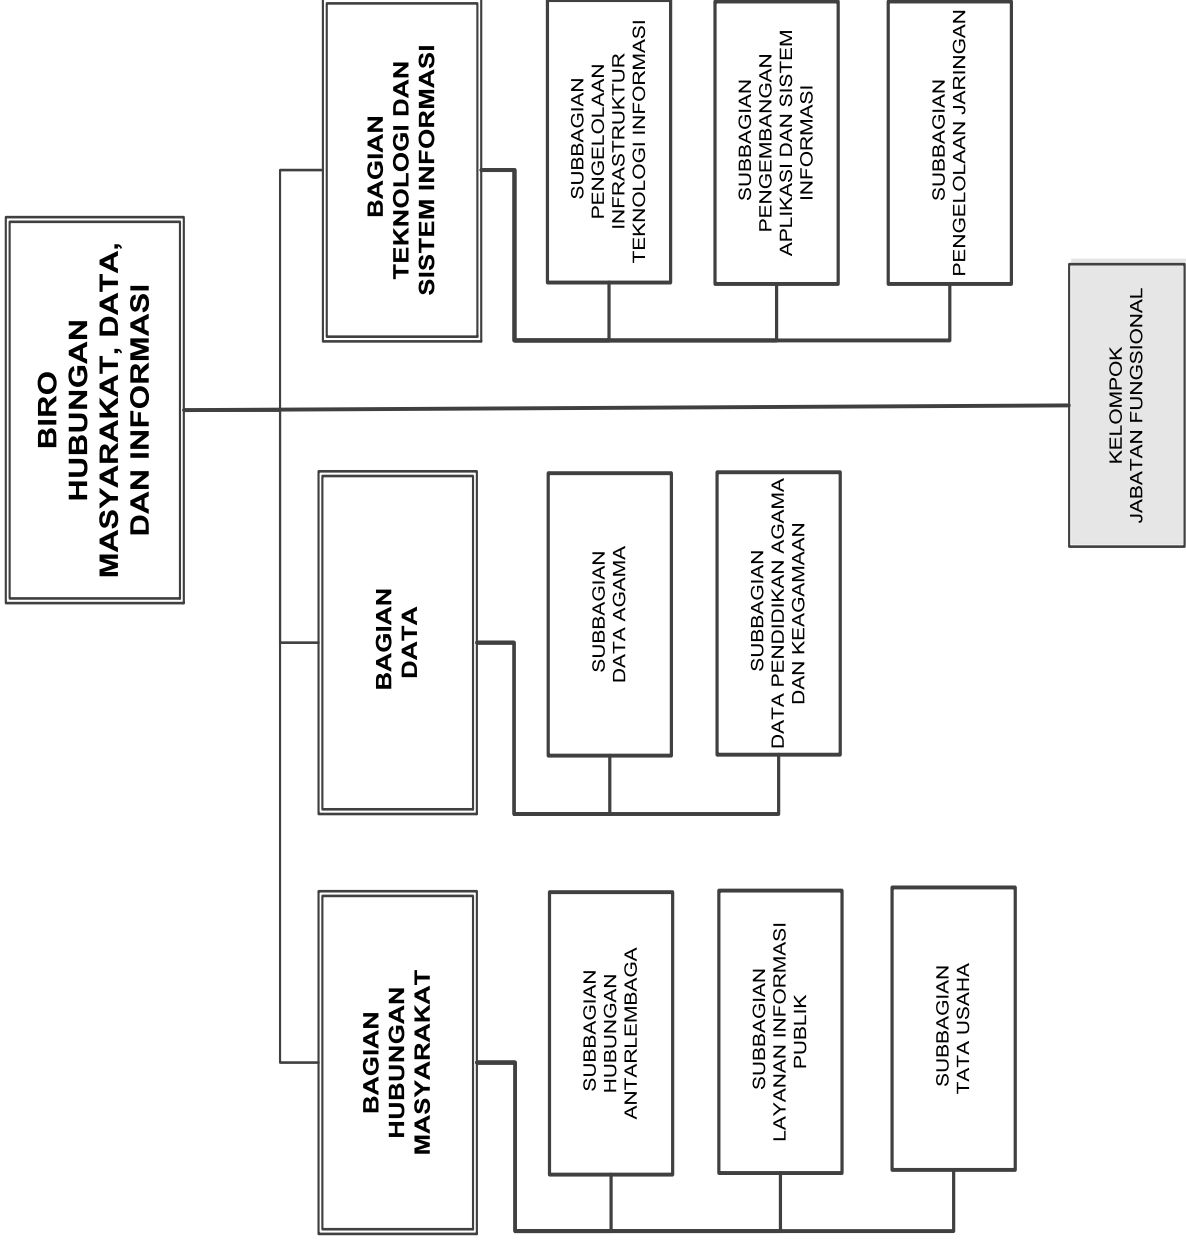 BIRO
HUBUNGAN
MASYARAKAT, DATA,
DAN INFORMASI
BAGIAN
HUBUNGAN
MASYARAKAT
BAGIAN
DATA
BAGIAN
TEKNOLOGI DAN
SISTEM INFORMASI
SUBBAGIAN
HUBUNGAN
ANTARLEMBAGA
SUBBAGIAN
DATA AGAMA
SUBBAGIAN
PENGELOLAAN
INFRASTRUKTUR
TEKNOLOGI INFORMASI
SUBBAGIAN
LAYANAN INFORMASI
PUBLIK
SUBBAGIAN
DATA PENDIDIKAN AGAMA
DAN KEAGAMAAN
SUBBAGIAN
PENGEMBANGAN
APLIKASI DAN SISTEM
INFORMASI
SUBBAGIAN
TATA USAHA
SUBBAGIAN
PENGELOLAAN JARINGAN
KELOMPOK
JABATAN FUNGSIONAL